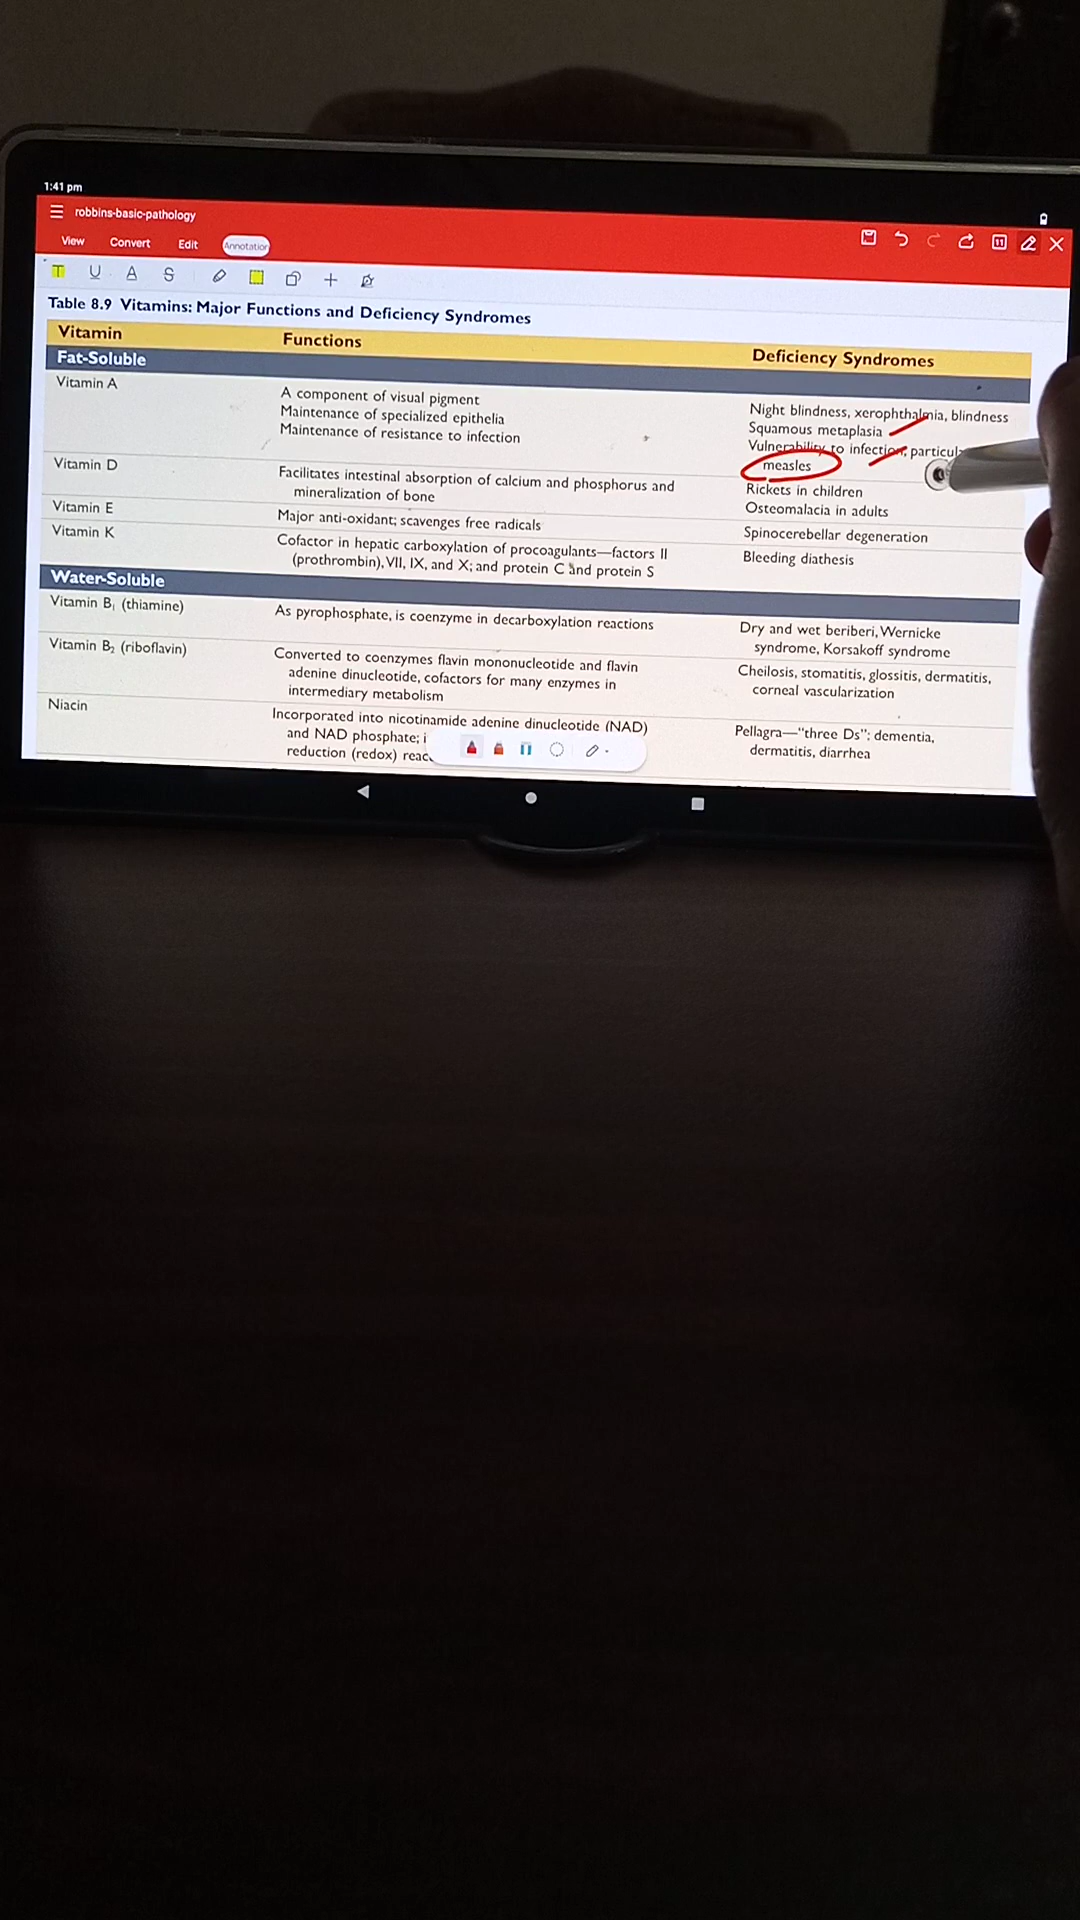 1:41 pm
robbins-basic-pathology
View Convert Edit Annotation
T U A S
Table 8.9 Vitamins: Major Functions and Deficiency Syndromes
Vitamin Functions Deficiency Syndromes
Fat-Soluble
Vitamin A
A component of visual pigment
Maintenance of specialized epithelia
Maintenance of resistance to infection
Night blindness, xerophthalmia, blindness
Squamous metaplasia
Vulnerability to infection,
measles
Vitamin D
Facilitates intestinal absorption of calcium and phosphorus and
mineralization of bone
Rickets in children
Osteomalacia in adults
Vitamin E
Major anti-oxidant; scavenges free radicals
Spinocerebellar degeneration
Vitamin K
Cofactor in hepatic carboxylation of procoagulants—factors II
(prothrombin), VII, IX, and X; and protein C and protein S
Bleeding diathesis
Water-Soluble
Vitamin B₁ (thiamine)
As pyrophosphate, is coenzyme in decarboxylation reactions
Dry and wet beriberi, Wernicke
syndrome, Korsakoff syndrome
Vitamin B₂ (riboflavin)
Converted to coenzymes flavin mononucleotide and flavin
adenine dinucleotide, cofactors for many enzymes in
intermediary metabolism
Cheilosis, stomatitis, glossitis, dermatitis,
corneal vascularization
Niacin
Incorporated into nicotinamide adenine dinucleotide (NAD)
and NAD phosphate;
reduction (redox)
Pellagra—"three Ds": dementia,
dermatitis, diarrhea